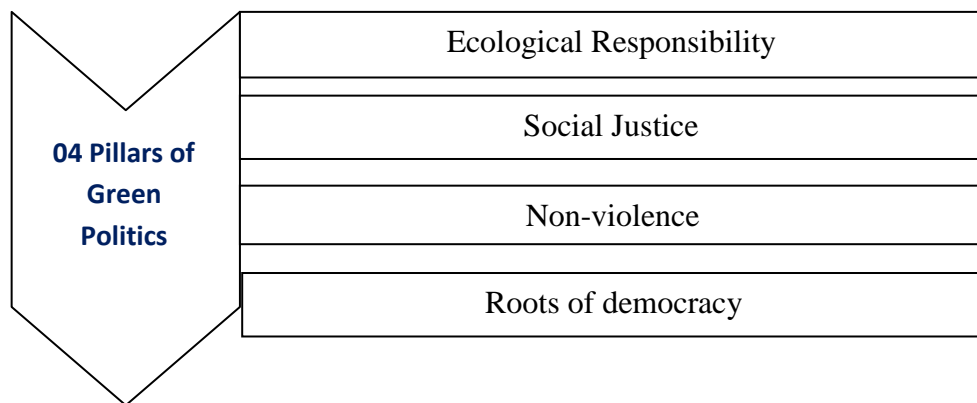 Ecological Responsibility
Social Justice
04 Pillars of
Green
Politics
Non-violence
Roots of democracy